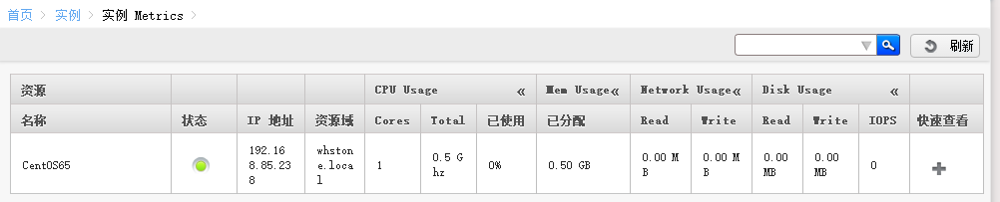 首页 > 实例 > 实例 Metrics >
刷新
资源 CPU Usage « Mem Usage« Network Usage« Disk Usage «
名称 状态 IP 地址 资源域 Cores Total 已使用 已分配 Read Write Read Write IOPS 快速查看
CentOS65 192.168.85.238 whstone.local 1 0.5 Ghz 0% 0.50 GB 0.00 MB 0.00 MB 0.00 MB 0.00 MB 0